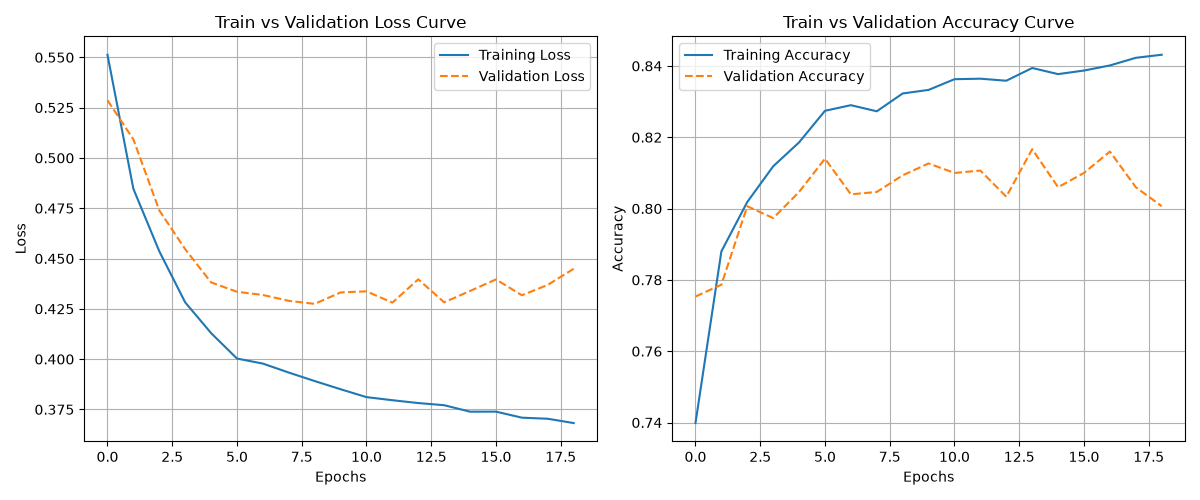 Train vs Validation Loss Curve
Training Loss
Validation Loss
0.550
0.525
0.500
0.475
0.450
0.425
0.400
0.375
Loss
0.0 2.5 5.0 7.5 10.0 12.5 15.0 17.5
Epochs
Train vs Validation Accuracy Curve
Training Accuracy
Validation Accuracy
0.84
0.82
0.80
0.78
0.76
0.74
Accuracy
0.0 2.5 5.0 7.5 10.0 12.5 15.0 17.5
Epochs